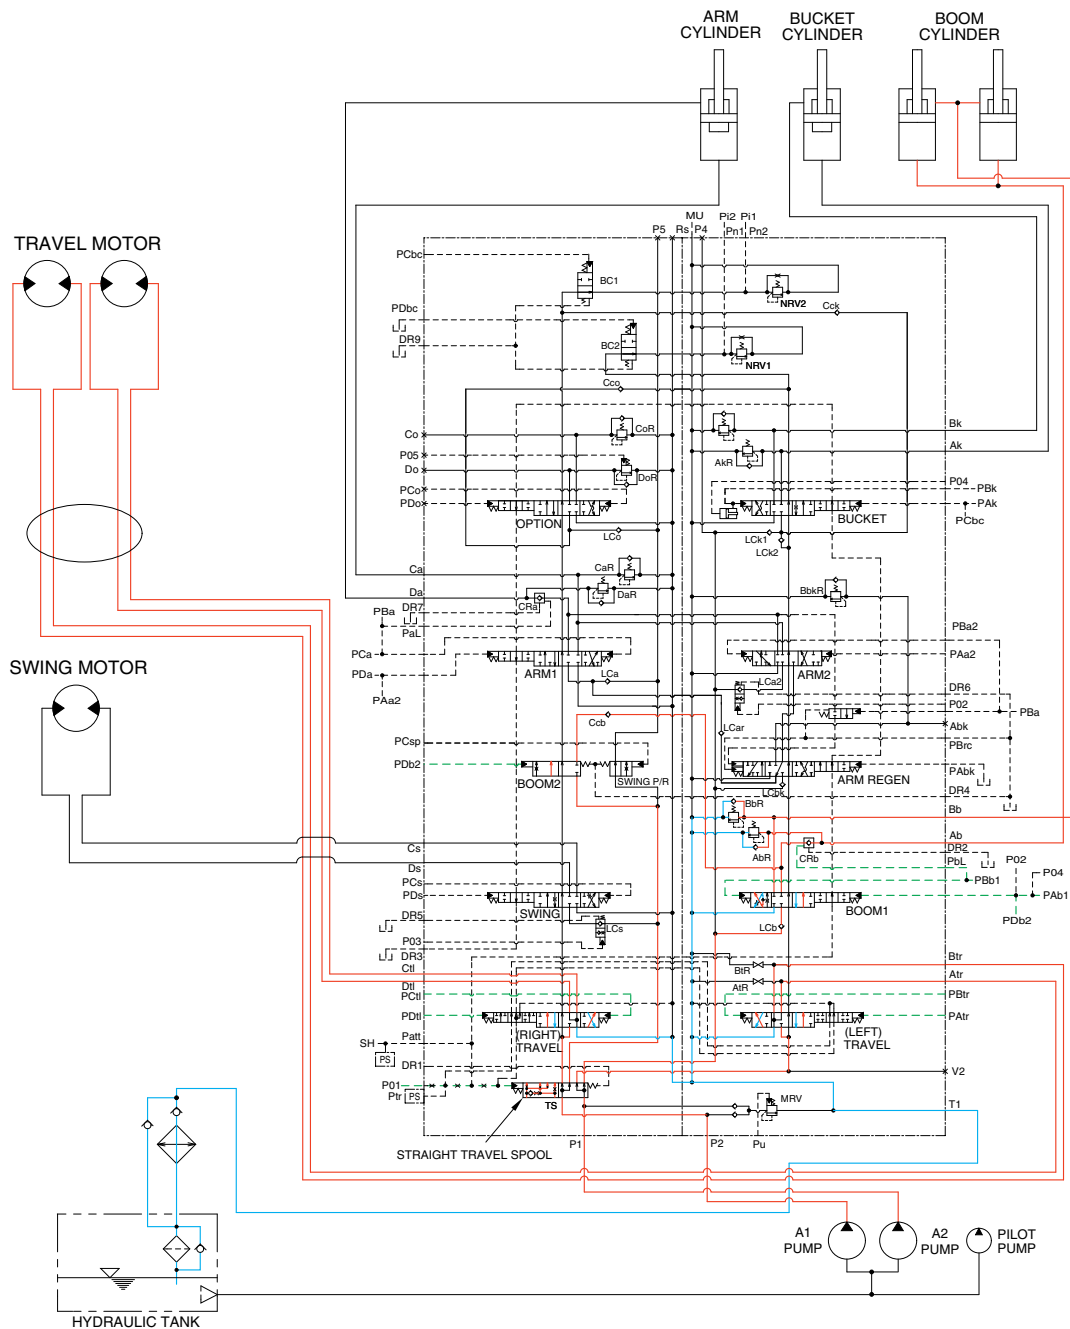 ARM
CYLINDER
BUCKET
CYLINDER
BOOM
CYLINDER
TRAVEL MOTOR
SWING MOTOR
P5
Rs
MU
P4
Pi2
Pi1
Pn1
Pn2
PCbc
BC1
NRV2
Cck
PDbc
DR9
BC2
NRV1
Cco
Co
CoR
P05
Do
DoR
PCo
PDo
OPTION
LCo
Bk
Ak
AkR
P04
PBk
PAk
PCbc
BUCKET
LCk1
LCk2
Ca
CaR
Da
DaR
DR7
CRa
PBa
PaL
PCa
PDa
PAa2
ARM1
LCa
BbkR
PBa2
PAa2
ARM2
LCa2
DR6
P02
PBa
Abk
Ccb
LCar
PCsp
PDb2
BOOM2
SWING P/R
PBrc
PAbk
ARM REGEN
LCbk
DR4
BbR
Bb
AbR
Ab
CRb
DR2
PbL
P02
P04
PBb1
PAb1
PDb2
Cs
Ds
PCs
PDs
SWING
BOOM1
DR5
LCs
LCb
P03
DR3
Ctl
Dtl
PCtl
PDtl
(RIGHT)
TRAVEL
BtR
AtR
Btr
Atr
PBtr
PAtr
(LEFT)
TRAVEL
SH
Patt
PS
DR1
P01
Ptr
PS
TS
V2
MRV
T1
STRAIGHT TRAVEL SPOOL
P1
P2
Pu
A1
PUMP
A2
PUMP
PILOT
PUMP
HYDRAULIC TANK